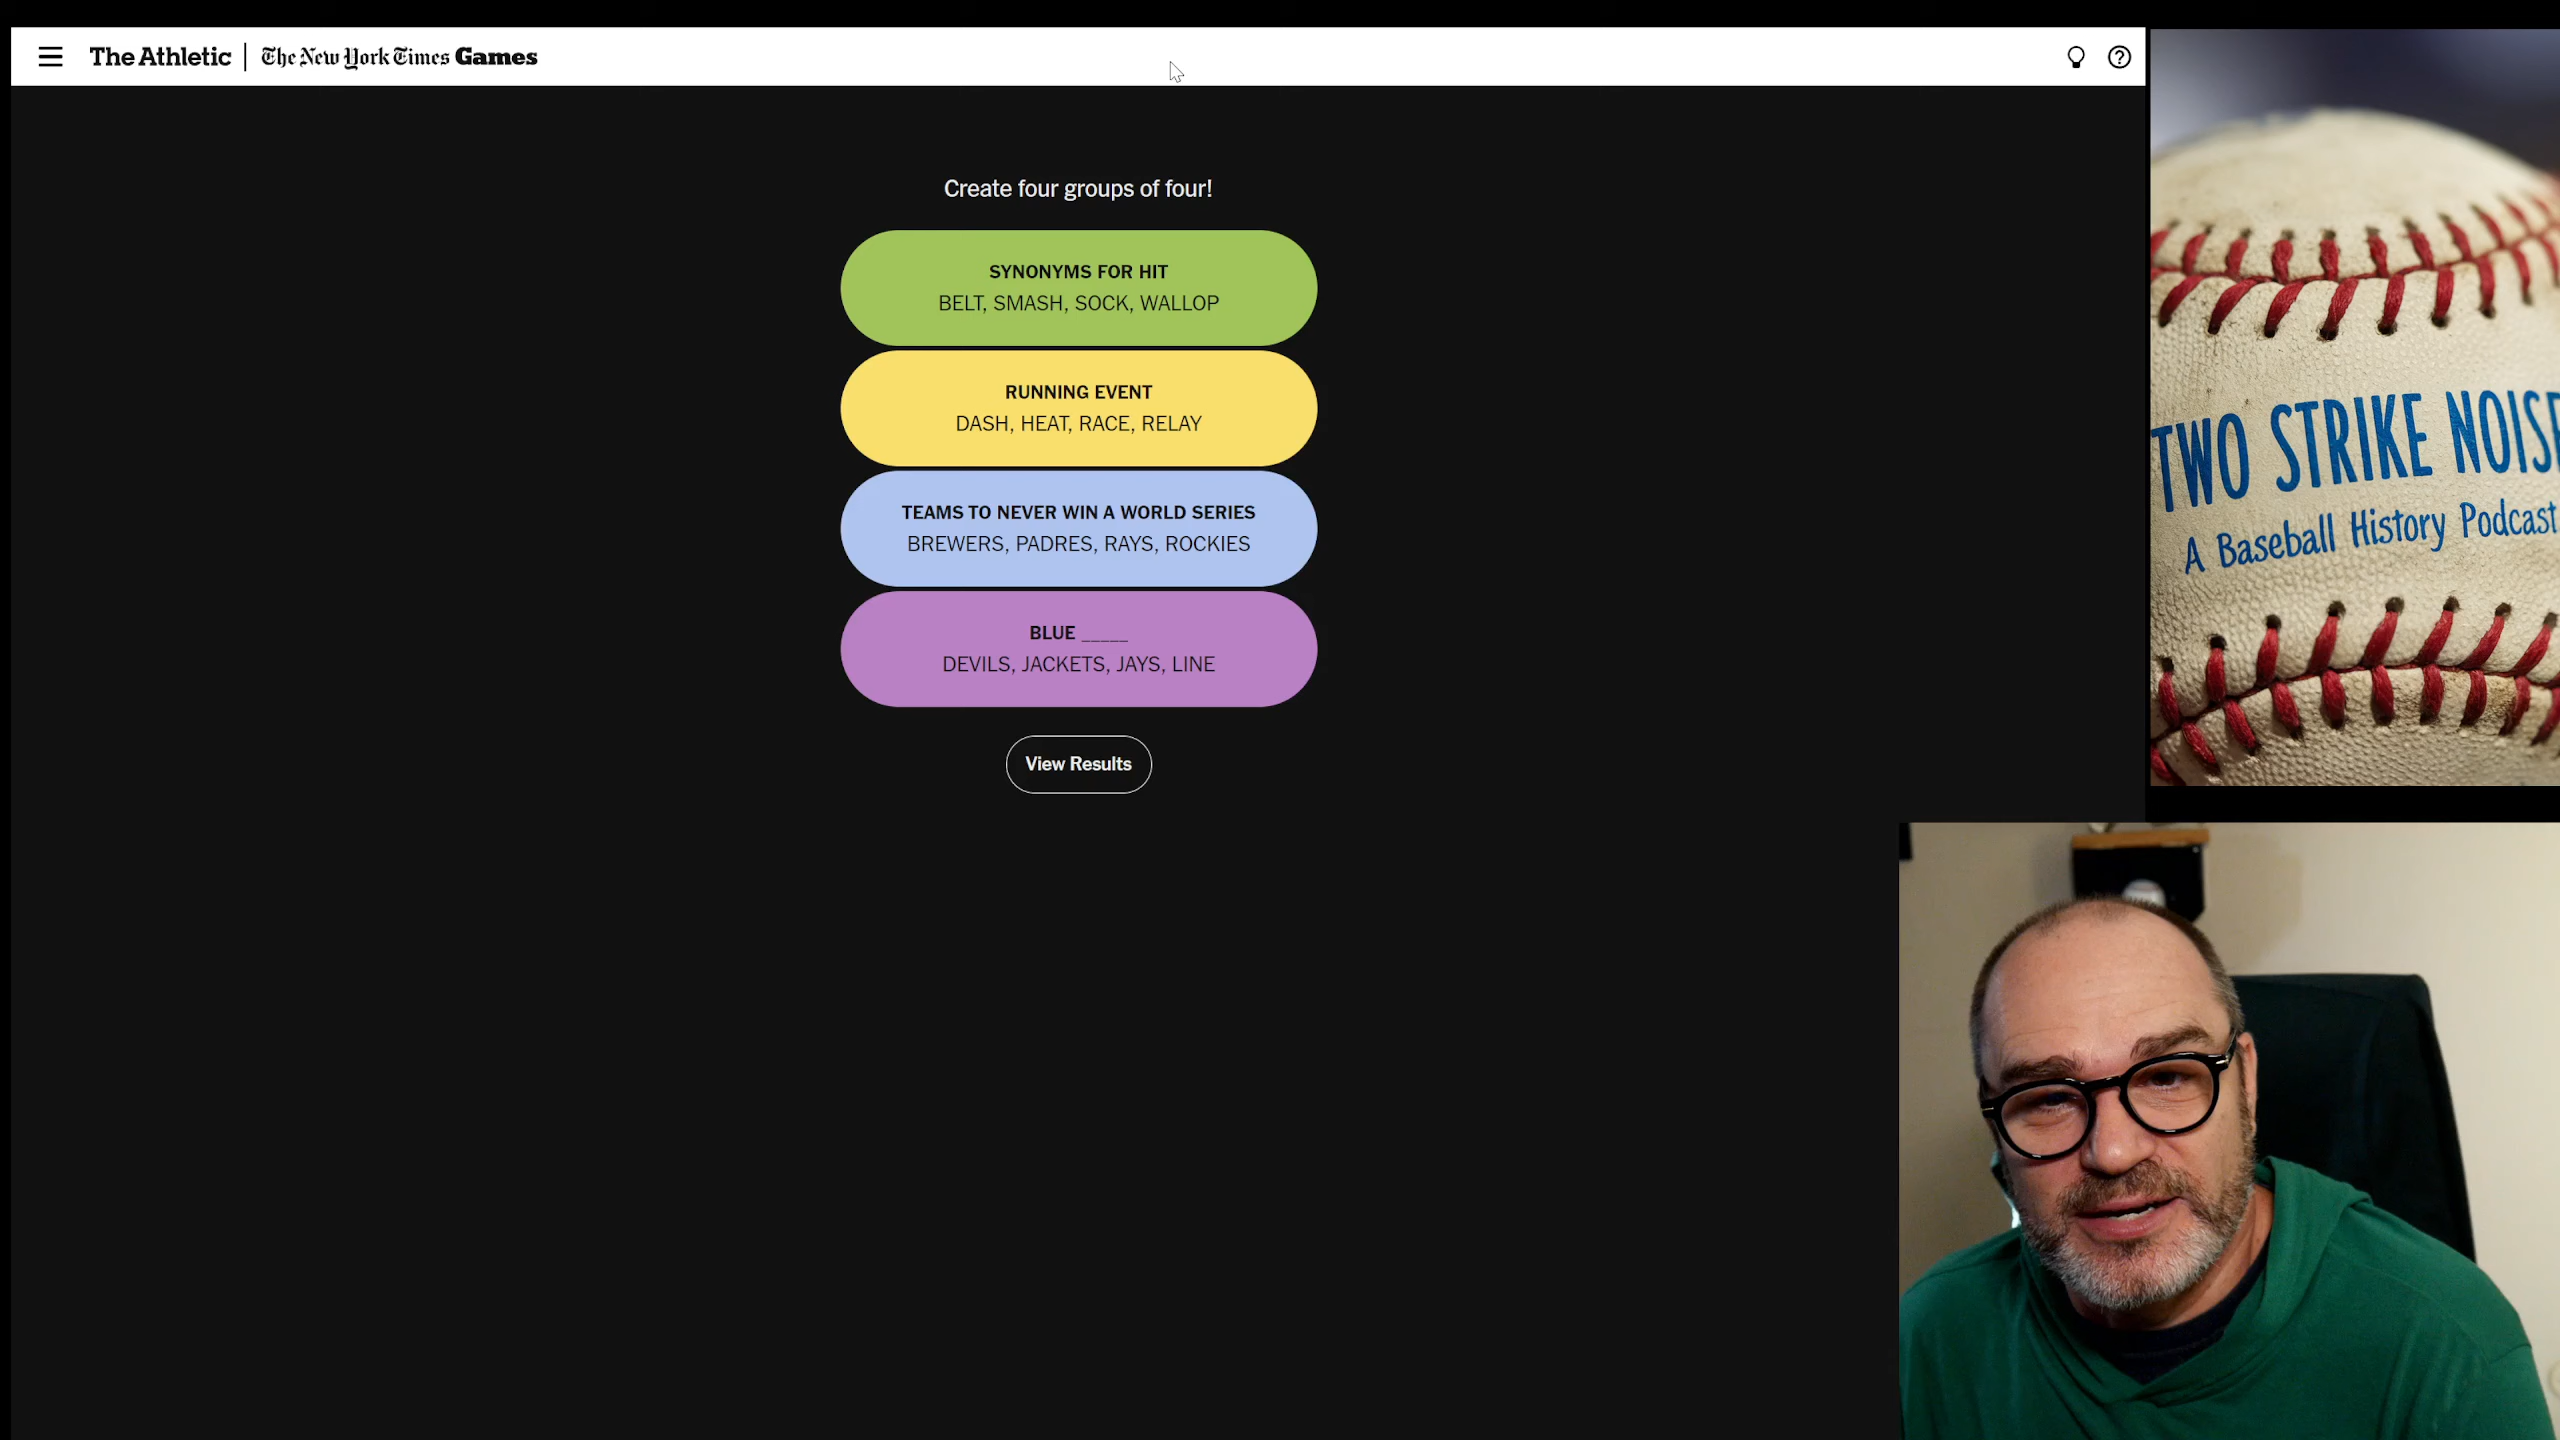 The Athletic | The New York Times Games
Create four groups of four!
SYNONYMS FOR HIT
BELT, SMASH, SOCK, WALLOP
RUNNING EVENT
DASH, HEAT, RACE, RELAY
TEAMS TO NEVER WIN A WORLD SERIES
BREWERS, PADRES, RAYS, ROCKIES
BLUE _____
DEVILS, JACKETS, JAYS, LINE
View Results
TWO STRIKE NOISE
A Baseball History Podcast